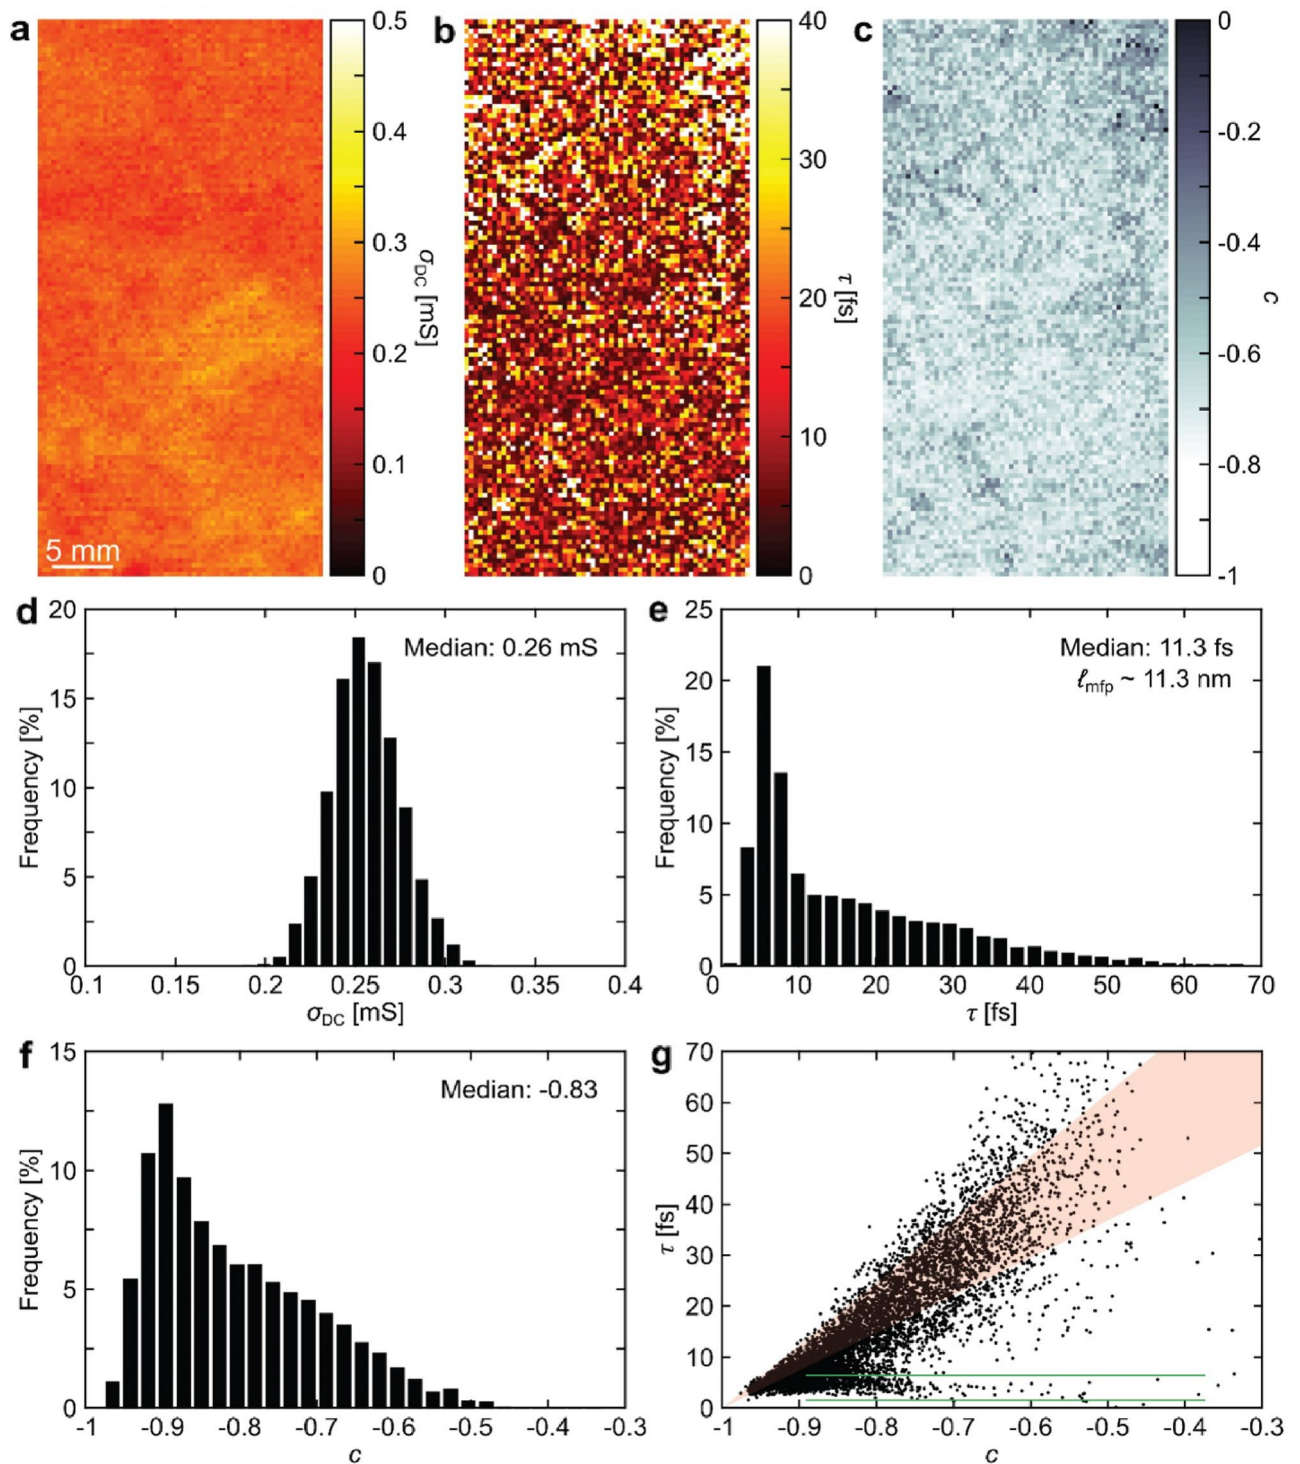 a
0.5
0.4
0.3
0.2
0.1
0
σDC [mS]
5 mm
b
40
30
20
10
0
τ [fs]
c
0
-0.2
-0.4
-0.6
-0.8
-1
c
d
20
15
10
5
0
Frequency [%]
Median: 0.26 mS
0.1 0.15 0.2 0.25 0.3 0.35 0.4
σDC [mS]
e
25
20
15
10
5
0
Frequency [%]
Median: 11.3 fs
ℓmfp ~ 11.3 nm
0 10 20 30 40 50 60 70
τ [fs]
f
15
10
5
0
Frequency [%]
Median: -0.83
-1 -0.9 -0.8 -0.7 -0.6 -0.5 -0.4 -0.3
c
g
70
60
50
40
30
20
10
0
τ [fs]
-1 -0.9 -0.8 -0.7 -0.6 -0.5 -0.4 -0.3
c